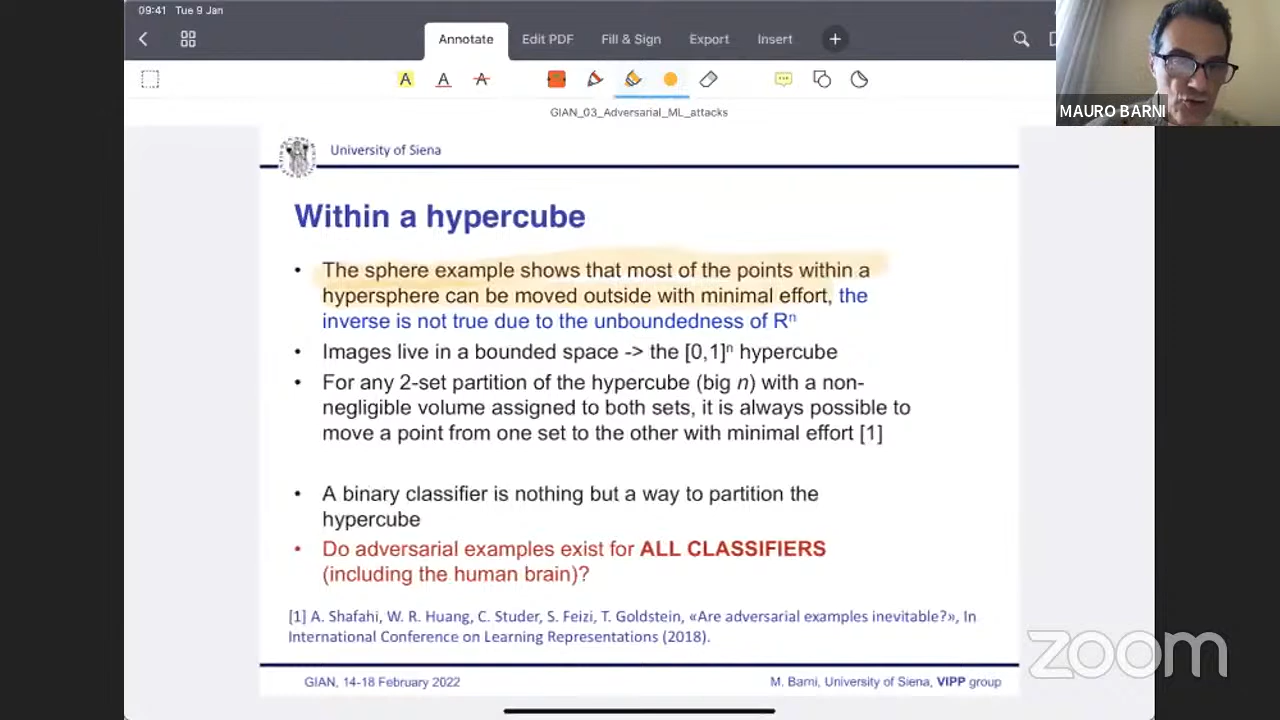 09:41 Tue 9 Jan
Annotate Edit PDF Fill & Sign Export Insert
A A A
GIAN_03_Adversarial_ML_attacks
MAURO BARNI
University of Siena
Within a hypercube
• The sphere example shows that most of the points within a
hypersphere can be moved outside with minimal effort, the
inverse is not true due to the unboundedness of Rⁿ
• Images live in a bounded space -> the [0,1]ⁿ hypercube
• For any 2-set partition of the hypercube (big n) with a non-
negligible volume assigned to both sets, it is always possible to
move a point from one set to the other with minimal effort [1]
• A binary classifier is nothing but a way to partition the
hypercube
• Do adversarial examples exist for ALL CLASSIFIERS
(including the human brain)?
[1] A. Shafahi, W. R. Huang, C. Studer, S. Feizi, T. Goldstein, «Are adversarial examples inevitable?», In
International Conference on Learning Representations (2018).
GIAN, 14-18 February 2022
M. Barni, University of Siena, VIPP group
zoom